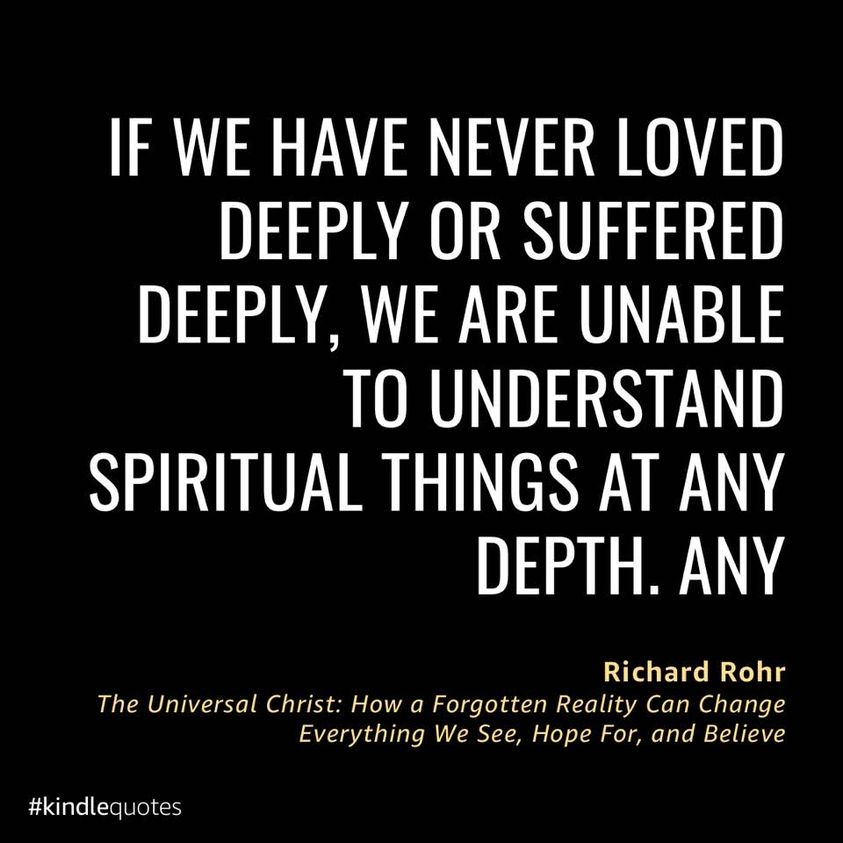 IF WE HAVE NEVER LOVED
DEEPLY OR SUFFERED
DEEPLY, WE ARE UNABLE
TO UNDERSTAND
SPIRITUAL THINGS AT ANY
DEPTH. ANY
Richard Rohr
The Universal Christ: How a Forgotten Reality Can Change
Everything We See, Hope For, and Believe
#kindlequotes